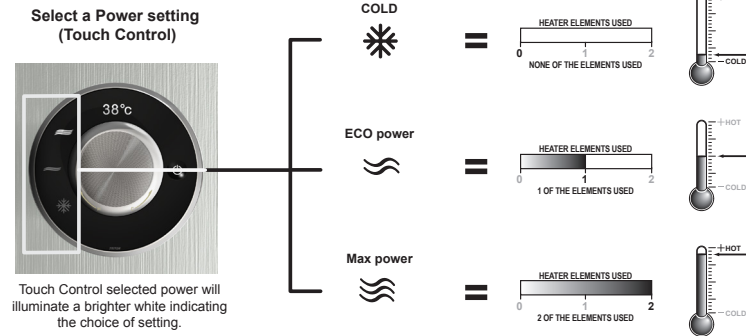 Select a Power setting
(Touch Control)
38°c
Touch Control selected power will
illuminate a brighter white indicating
the choice of setting.
COLD
=
HEATER ELEMENTS USED
0 1 2
NONE OF THE ELEMENTS USED
COLD
ECO power
=
HEATER ELEMENTS USED
0 1 2
1 OF THE ELEMENTS USED
HOT
COLD
Max power
=
HEATER ELEMENTS USED
0 1 2
2 OF THE ELEMENTS USED
HOT
COLD